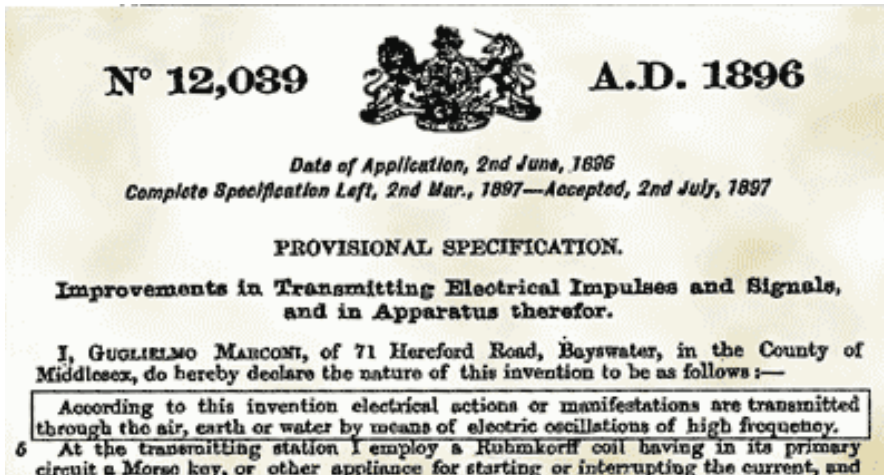 Nº 12,039
A.D. 1896
Date of Application, 2nd June, 1896
Complete Specification Left, 2nd Mar., 1897—Accepted, 2nd July, 1897
PROVISIONAL SPECIFICATION.
Improvements in Transmitting Electrical Impulses and Signals,
and in Apparatus therefor.
I, GUGLIELMO MARCONI, of 71 Hereford Road, Bayswater, in the County of
Middlesex, do hereby declare the nature of this invention to be as follows:—
According to this invention electrical actions or manifestations are transmitted
through the air, earth or water by means of electric oscillations of high frequency.
5 At the transmitting station I employ a Ruhmkorff coil having in its primary
circuit a Morse key, or other appliance for starting or interrupting the current, and